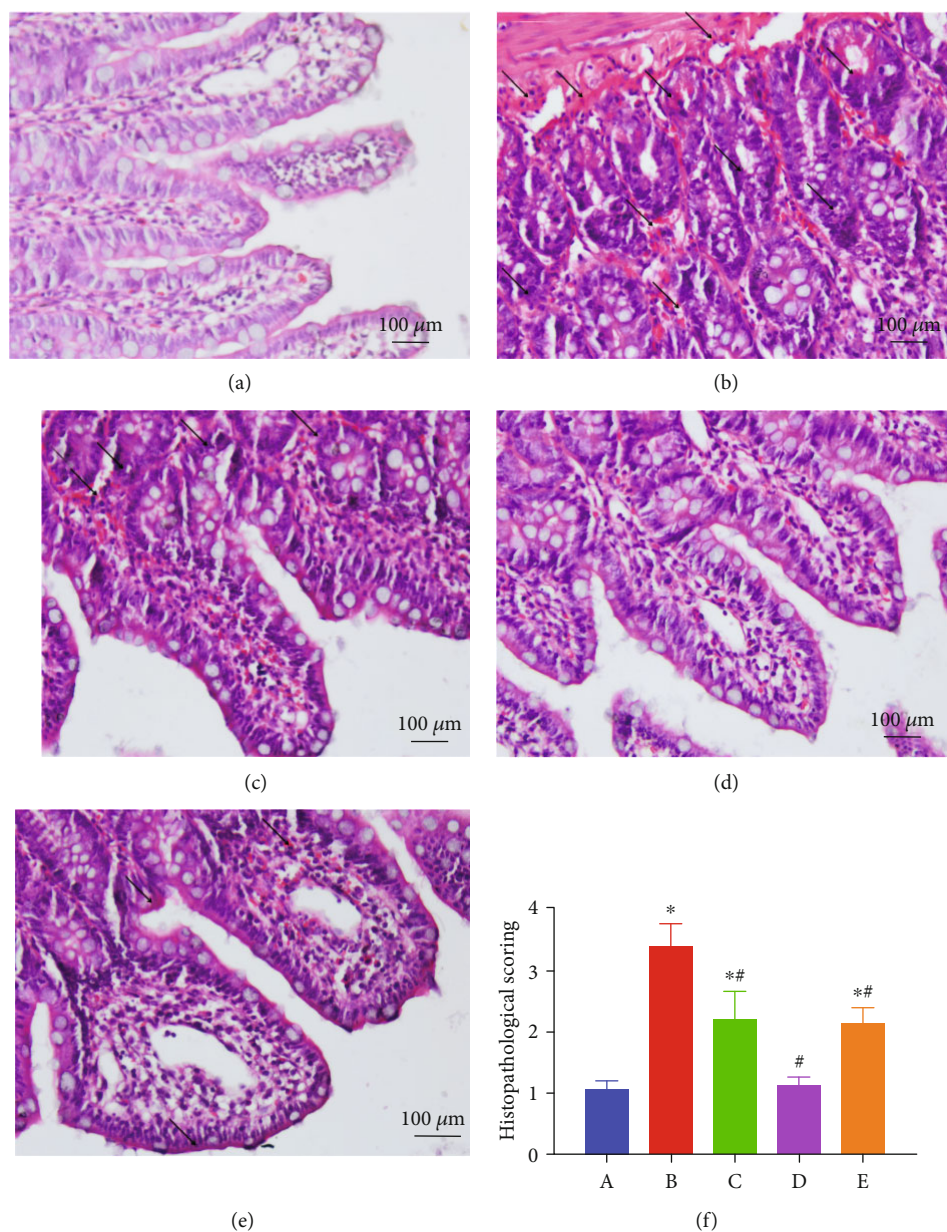 100 μm
100 μm
(a)
(b)
100 μm
100 μm
(c)
(d)
100 μm
(e)
Histopathological scoring
4
3
2
1
0
*
*#
#
*#
A B C D E
(f)